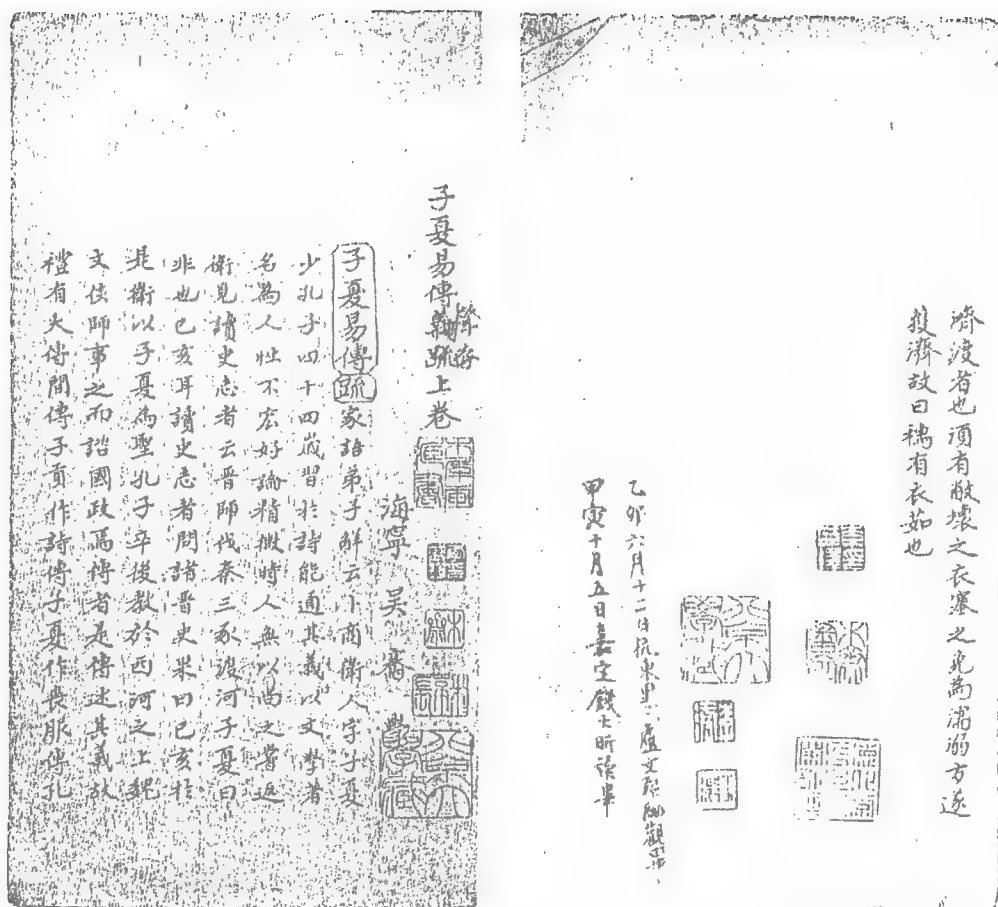 濟渡者也須有敝壞之衣塞之免為濡溺方遂
獲濟故曰繻有衣茹也
乙卯六月十二日杭東里盧文弨細觀
甲寅十月五日嘉定錢大昕讀畢
子夏易傳義疏上卷
海寧 吳騫 學
子夏易傳疏家語弟子解云卜商衛人字子夏
少孔子四十四歲習於詩能通其義以文學著
名為人性不宏好論精微時人無以尚之嘗返
衛見讀史志者云晉師伐秦三豕渡河子夏曰
非也己亥耳讀史志者問諸晉史果曰己亥於
是衛以子夏為聖孔子卒後教於西河之上魏
文侯師事之而諮國政焉傳者是傳述其義故
禮有大傳間傳子貢作詩傳子夏作喪服傳孔